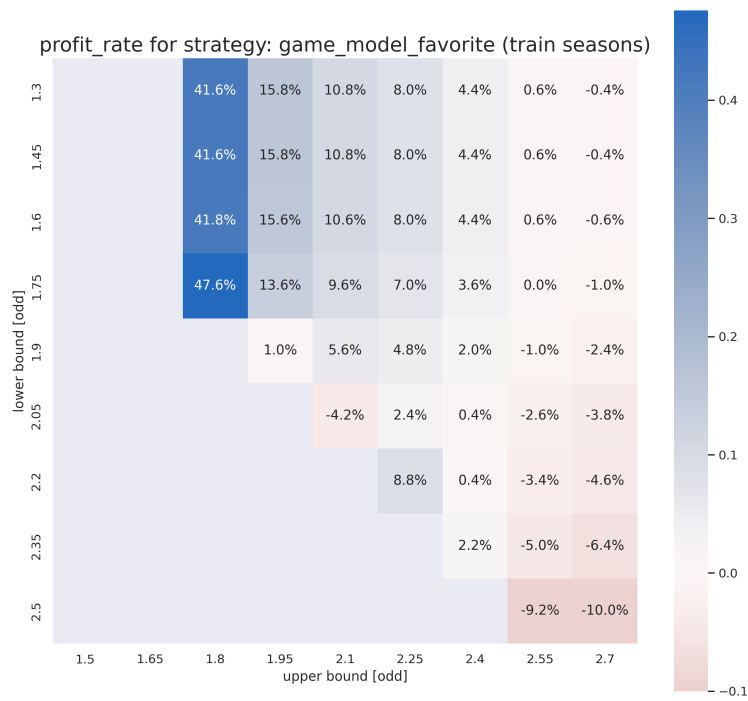 profit_rate for strategy: game_model_favorite (train seasons)
1.3 41.6% 15.8% 10.8% 8.0% 4.4% 0.6% -0.4%
1.45 41.6% 15.8% 10.8% 8.0% 4.4% 0.6% -0.4%
1.6 41.8% 15.6% 10.6% 8.0% 4.4% 0.6% -0.6%
1.75 47.6% 13.6% 9.6% 7.0% 3.6% 0.0% -1.0%
1.9 1.0% 5.6% 4.8% 2.0% -1.0% -2.4%
2.05 -4.2% 2.4% 0.4% -2.6% -3.8%
2.2 8.8% 0.4% -3.4% -4.6%
2.35 2.2% -5.0% -6.4%
2.5 -9.2% -10.0%
lower bound [odd]
1.5 1.65 1.8 1.95 2.1 2.25 2.4 2.55 2.7
upper bound [odd]
0.4
0.3
0.2
0.1
0.0
−0.1